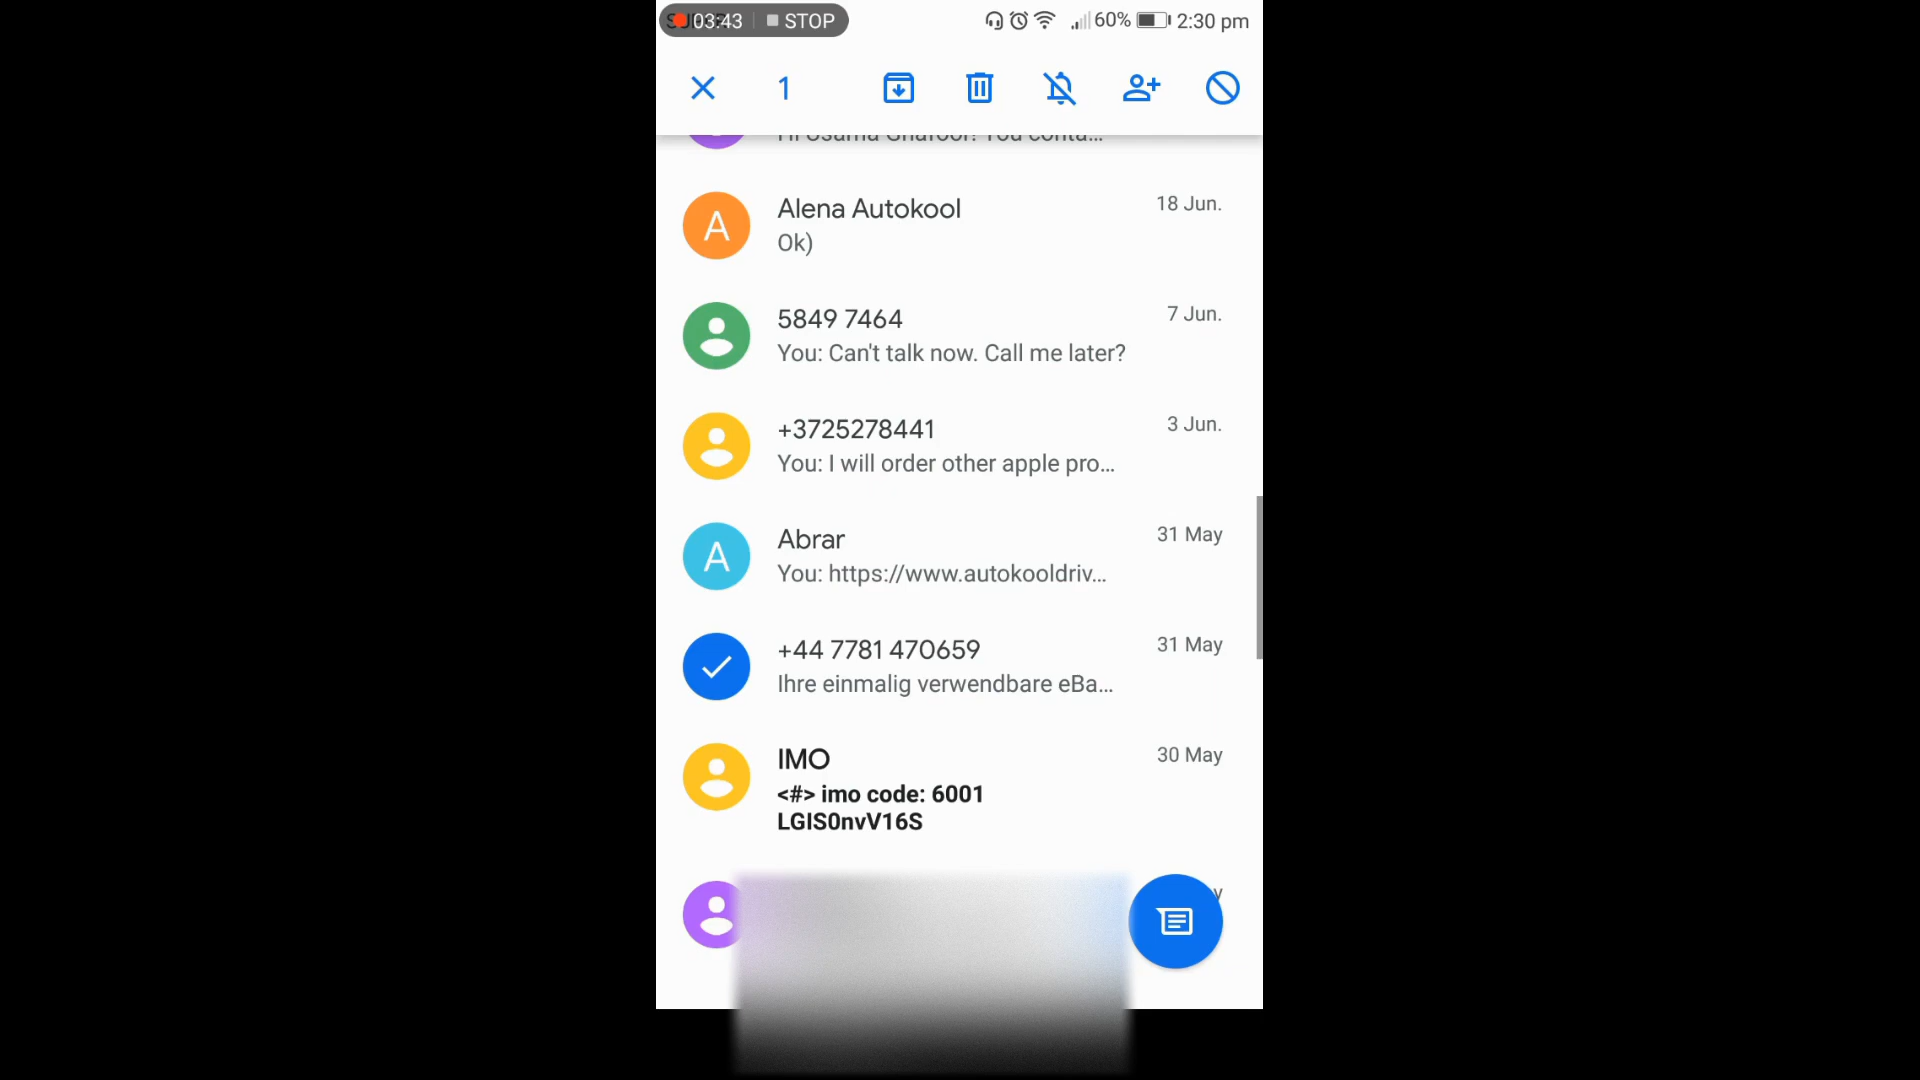 03:43 STOP 60% 2:30 pm
1
Alena Autokool 18 Jun.
Ok)
5849 7464 7 Jun.
You: Can't talk now. Call me later?
+3725278441 3 Jun.
You: I will order other apple pro...
A Abrar 31 May
You: https://www.autokooldriv...
+44 7781 470659 31 May
Ihre einmalig verwendbare eBa...
IMO 30 May
<#> imo code: 6001
LGIS0nvV16S